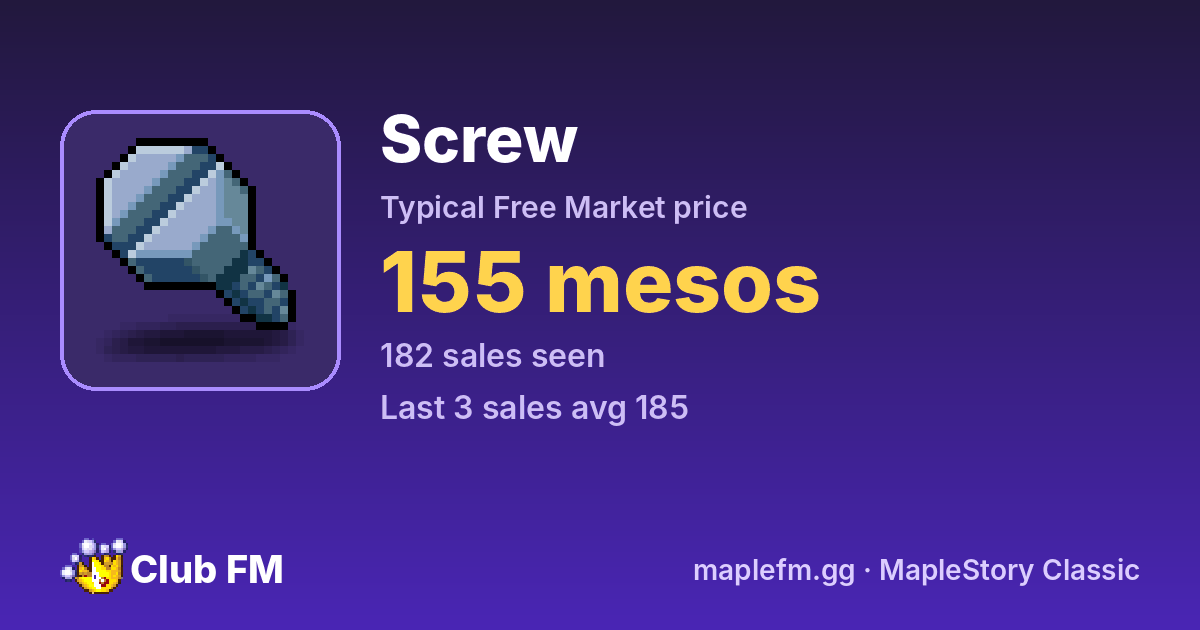 Screw
Typical Free Market price
155 mesos
182 sales seen
Last 3 sales avg 185
Club FM
maplefm.gg · MapleStory Classic